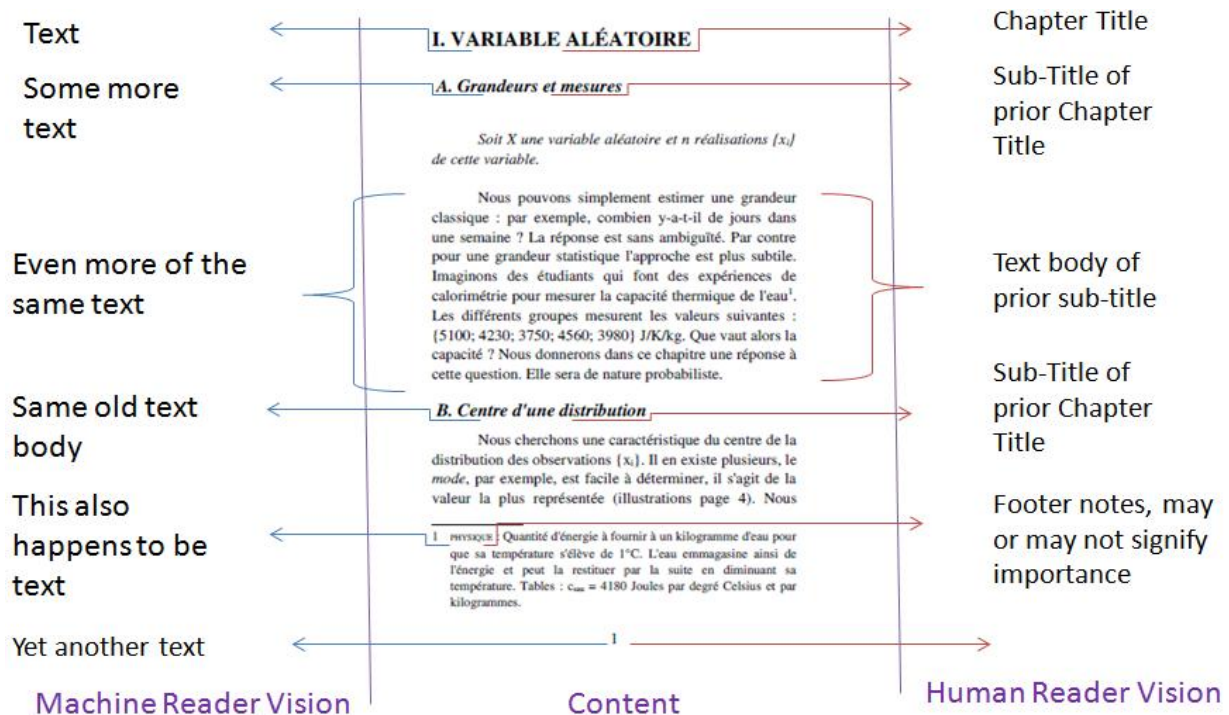 Text
Some more
text
Even more of the
same text
Same old text
body
This also
happens to be
text
Yet another text
Machine Reader Vision
I. VARIABLE ALÉATOIRE
A. Grandeurs et mesures
Soit X une variable aléatoire et n réalisations {xᵢ}
de cette variable.
Nous pouvons simplement estimer une grandeur
classique : par exemple, combien y-a-t-il de jours dans
une semaine ? La réponse est sans ambiguïté. Par contre
pour une grandeur statistique l'approche est plus subtile.
Imaginons des étudiants qui font des expériences de
calorimétrie pour mesurer la capacité thermique de l'eau¹.
Les différents groupes mesurent les valeurs suivantes :
{5100; 4230; 3750; 4560; 3980} J/K/kg. Que vaut alors la
capacité ? Nous donnerons dans ce chapitre une réponse à
cette question. Elle sera de nature probabiliste.
B. Centre d'une distribution
Nous cherchons une caractéristique du centre de la
distribution des observations {xᵢ}. Il en existe plusieurs, le
mode, par exemple, est facile à déterminer, il s'agit de la
valeur la plus représentée (illustrations page 4). Nous
1 PHYSIQUE : Quantité d'énergie à fournir à un kilogramme d'eau pour
que sa température s'élève de 1°C. L'eau emmagasine ainsi de
l'énergie et peut la restituer par la suite en diminuant sa
température. Tables : cₑₐᵤ = 4180 Joules par degré Celsius et par
kilogrammes.
1
Content
Chapter Title
Sub-Title of
prior Chapter
Title
Text body of
prior sub-title
Sub-Title of
prior Chapter
Title
Footer notes, may
or may not signify
importance
Human Reader Vision